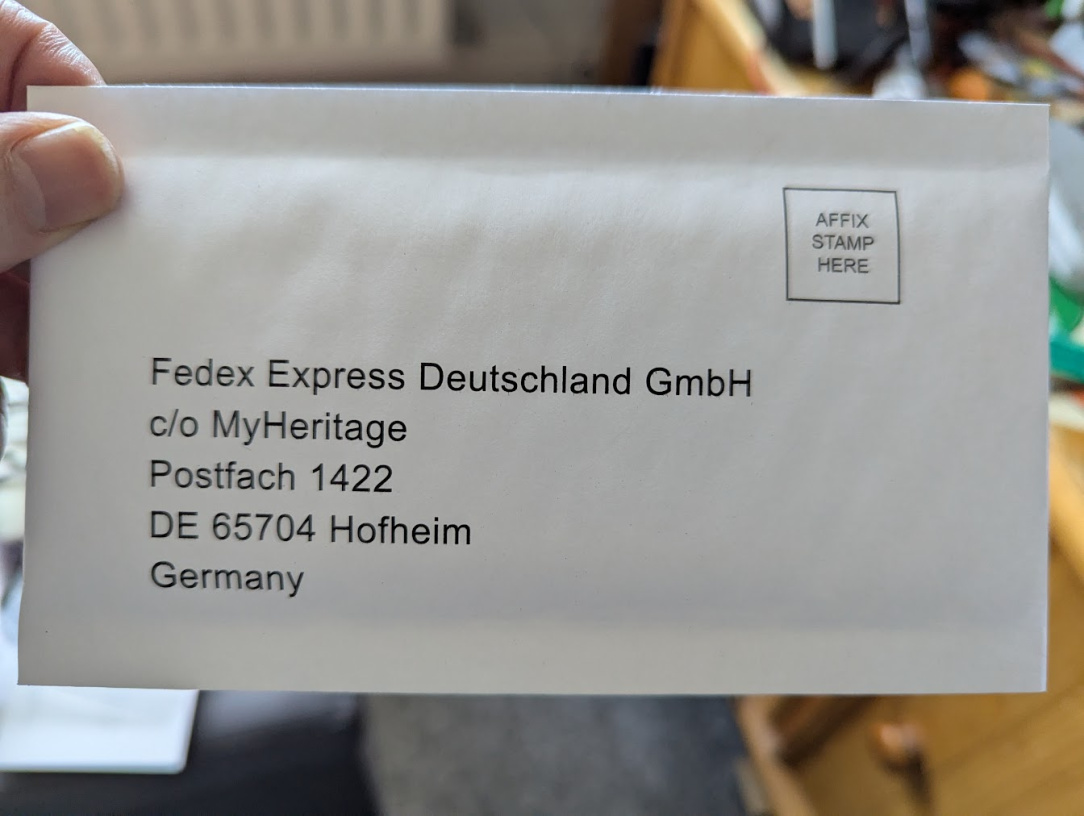 AFFIX
STAMP
HERE
Fedex Express Deutschland GmbH
c/o MyHeritage
Postfach 1422
DE 65704 Hofheim
Germany